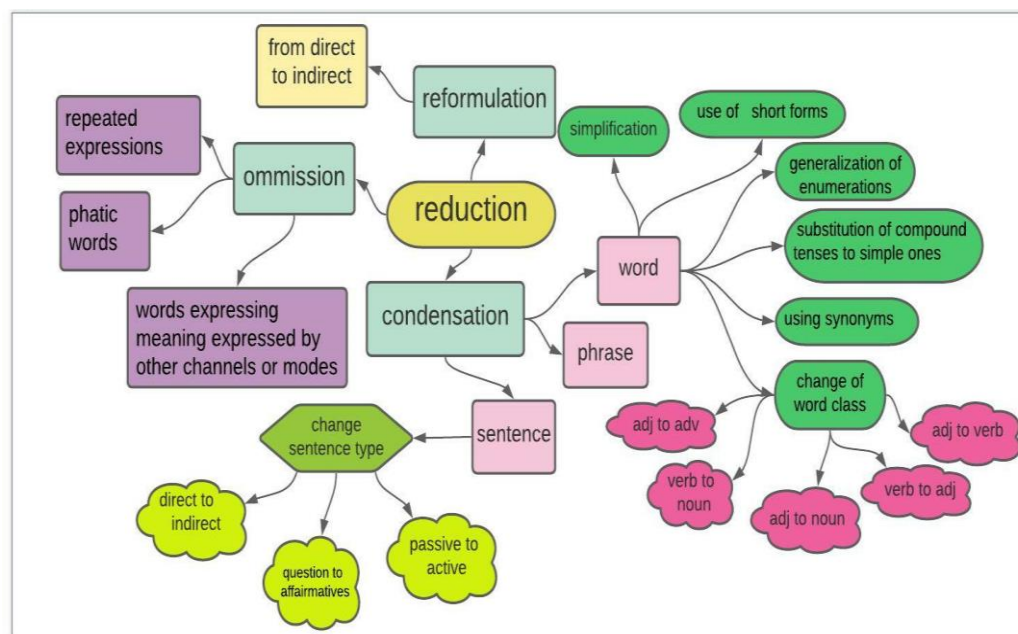 from direct
to indirect
reformulation
repeated
expressions
ommission
phatic
words
words expressing
meaning expressed by
other channels or modes
reduction
condensation
simplification
use of short forms
generalization of
enumerations
substitution of compound
tenses to simple ones
using synonyms
word
phrase
sentence
change of
word class
adj to adv
verb to
noun
adj to noun
verb to adj
adj to verb
change
sentence type
direct to
indirect
question to
affairmatives
passive to
active